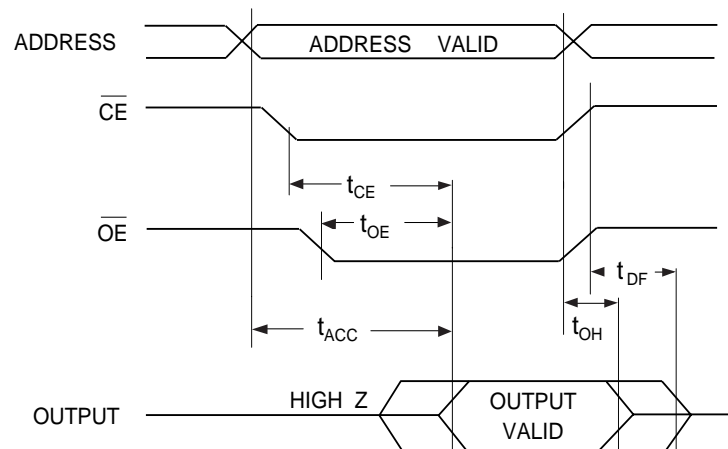 ADDRESS
ADDRESS VALID
CE
tCE
OE
tOE
tDF
tACC
tOH
OUTPUT
HIGH Z
OUTPUT
VALID